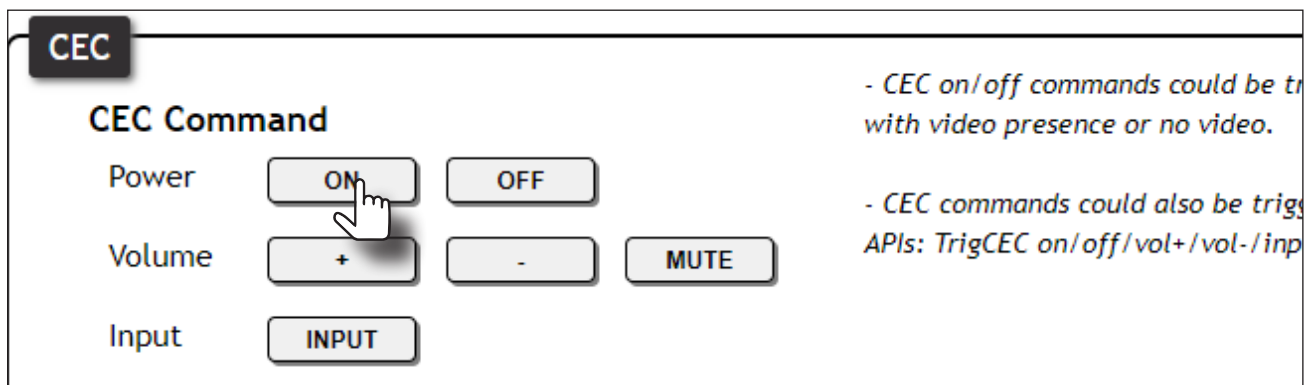 CEC
CEC Command
Power ON OFF
Volume + - MUTE
Input INPUT
- CEC on/off commands could be
with video presence or no video.
- CEC commands could also be
APIs: TrigCEC on/off/vol+/vol-/